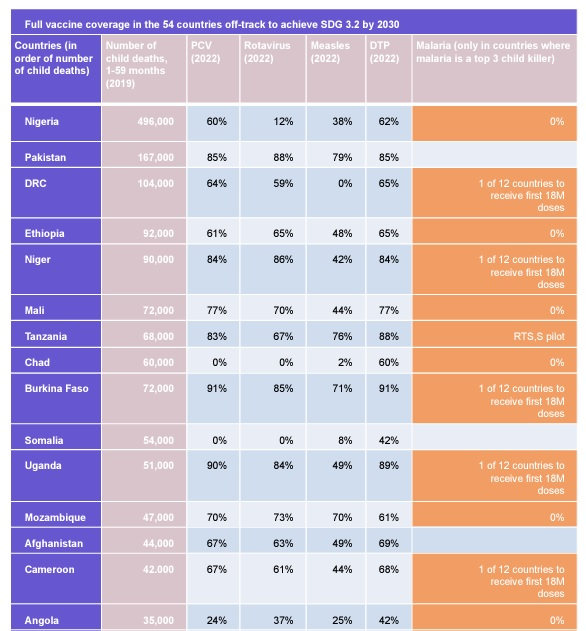 Full vaccine coverage in the 54 countries off-track to achieve SDG 3.2 by 2030
Countries (in order of number of child deaths) Number of child deaths, 1-59 months (2019) PCV (2022) Rotavirus (2022) Measles (2022) DTP (2022) Malaria (only in countries where malaria is a top 3 child killer)
Nigeria 496,000 60% 12% 38% 62% 0%
Pakistan 167,000 85% 88% 79% 85%
DRC 104,000 64% 59% 0% 65% 1 of 12 countries to receive first 18M doses
Ethiopia 92,000 61% 65% 48% 65% 0%
Niger 90,000 84% 86% 42% 84% 1 of 12 countries to receive first 18M doses
Mali 72,000 77% 70% 44% 77% 0%
Tanzania 68,000 83% 67% 76% 88% RTS,S pilot
Chad 60,000 0% 0% 2% 60% 0%
Burkina Faso 72,000 91% 85% 71% 91% 1 of 12 countries to receive first 18M doses
Somalia 54,000 0% 0% 8% 42%
Uganda 51,000 90% 84% 49% 89% 1 of 12 countries to receive first 18M doses
Mozambique 47,000 70% 73% 70% 61% 0%
Afghanistan 44,000 67% 63% 49% 69%
Cameroon 42.000 67% 61% 44% 68% 1 of 12 countries to receive first 18M doses
Angola 35,000 24% 37% 25% 42% 0%